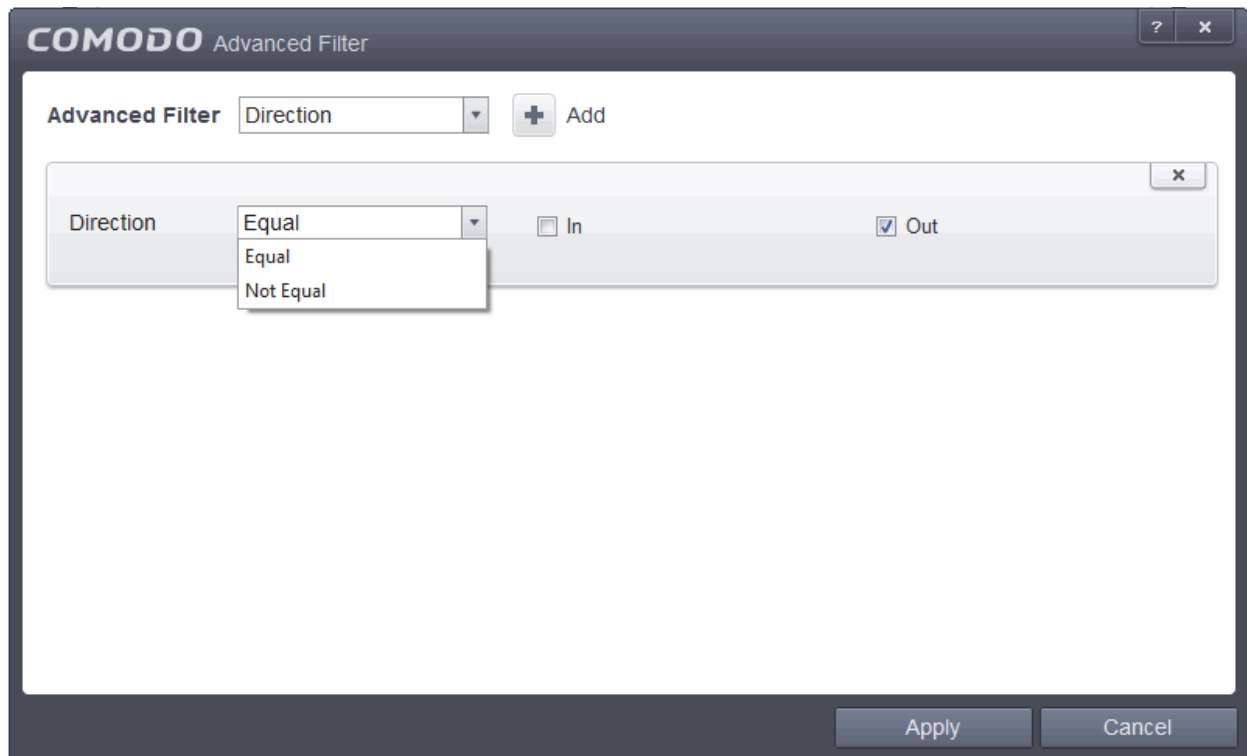 COMODO Advanced Filter ? x
Advanced Filter Direction + Add
x
Direction Equal In Out
Equal
Not Equal
Apply Cancel